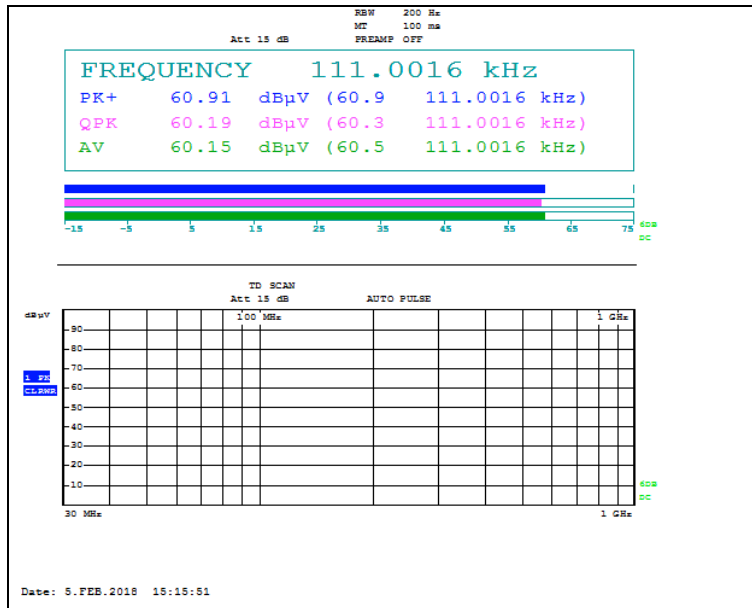 RBW 200 Hz
MT 100 ms
Att 15 dB PREAMP OFF
FREQUENCY 111.0016 kHz
PK+ 60.91 dBµV (60.9 111.0016 kHz)
QPK 60.19 dBµV (60.3 111.0016 kHz)
AV 60.15 dBµV (60.5 111.0016 kHz)
-15 -5 5 15 25 35 45 55 65 75
6DB
DC
TD SCAN
Att 15 dB AUTO PULSE
dBµV
100 MHz 1 GHz
90
80
70
1 PK
60
CLRWR
50
40
30
20
10
6DB
DC
30 MHz 1 GHz
Date: 5.FEB.2018 15:15:51